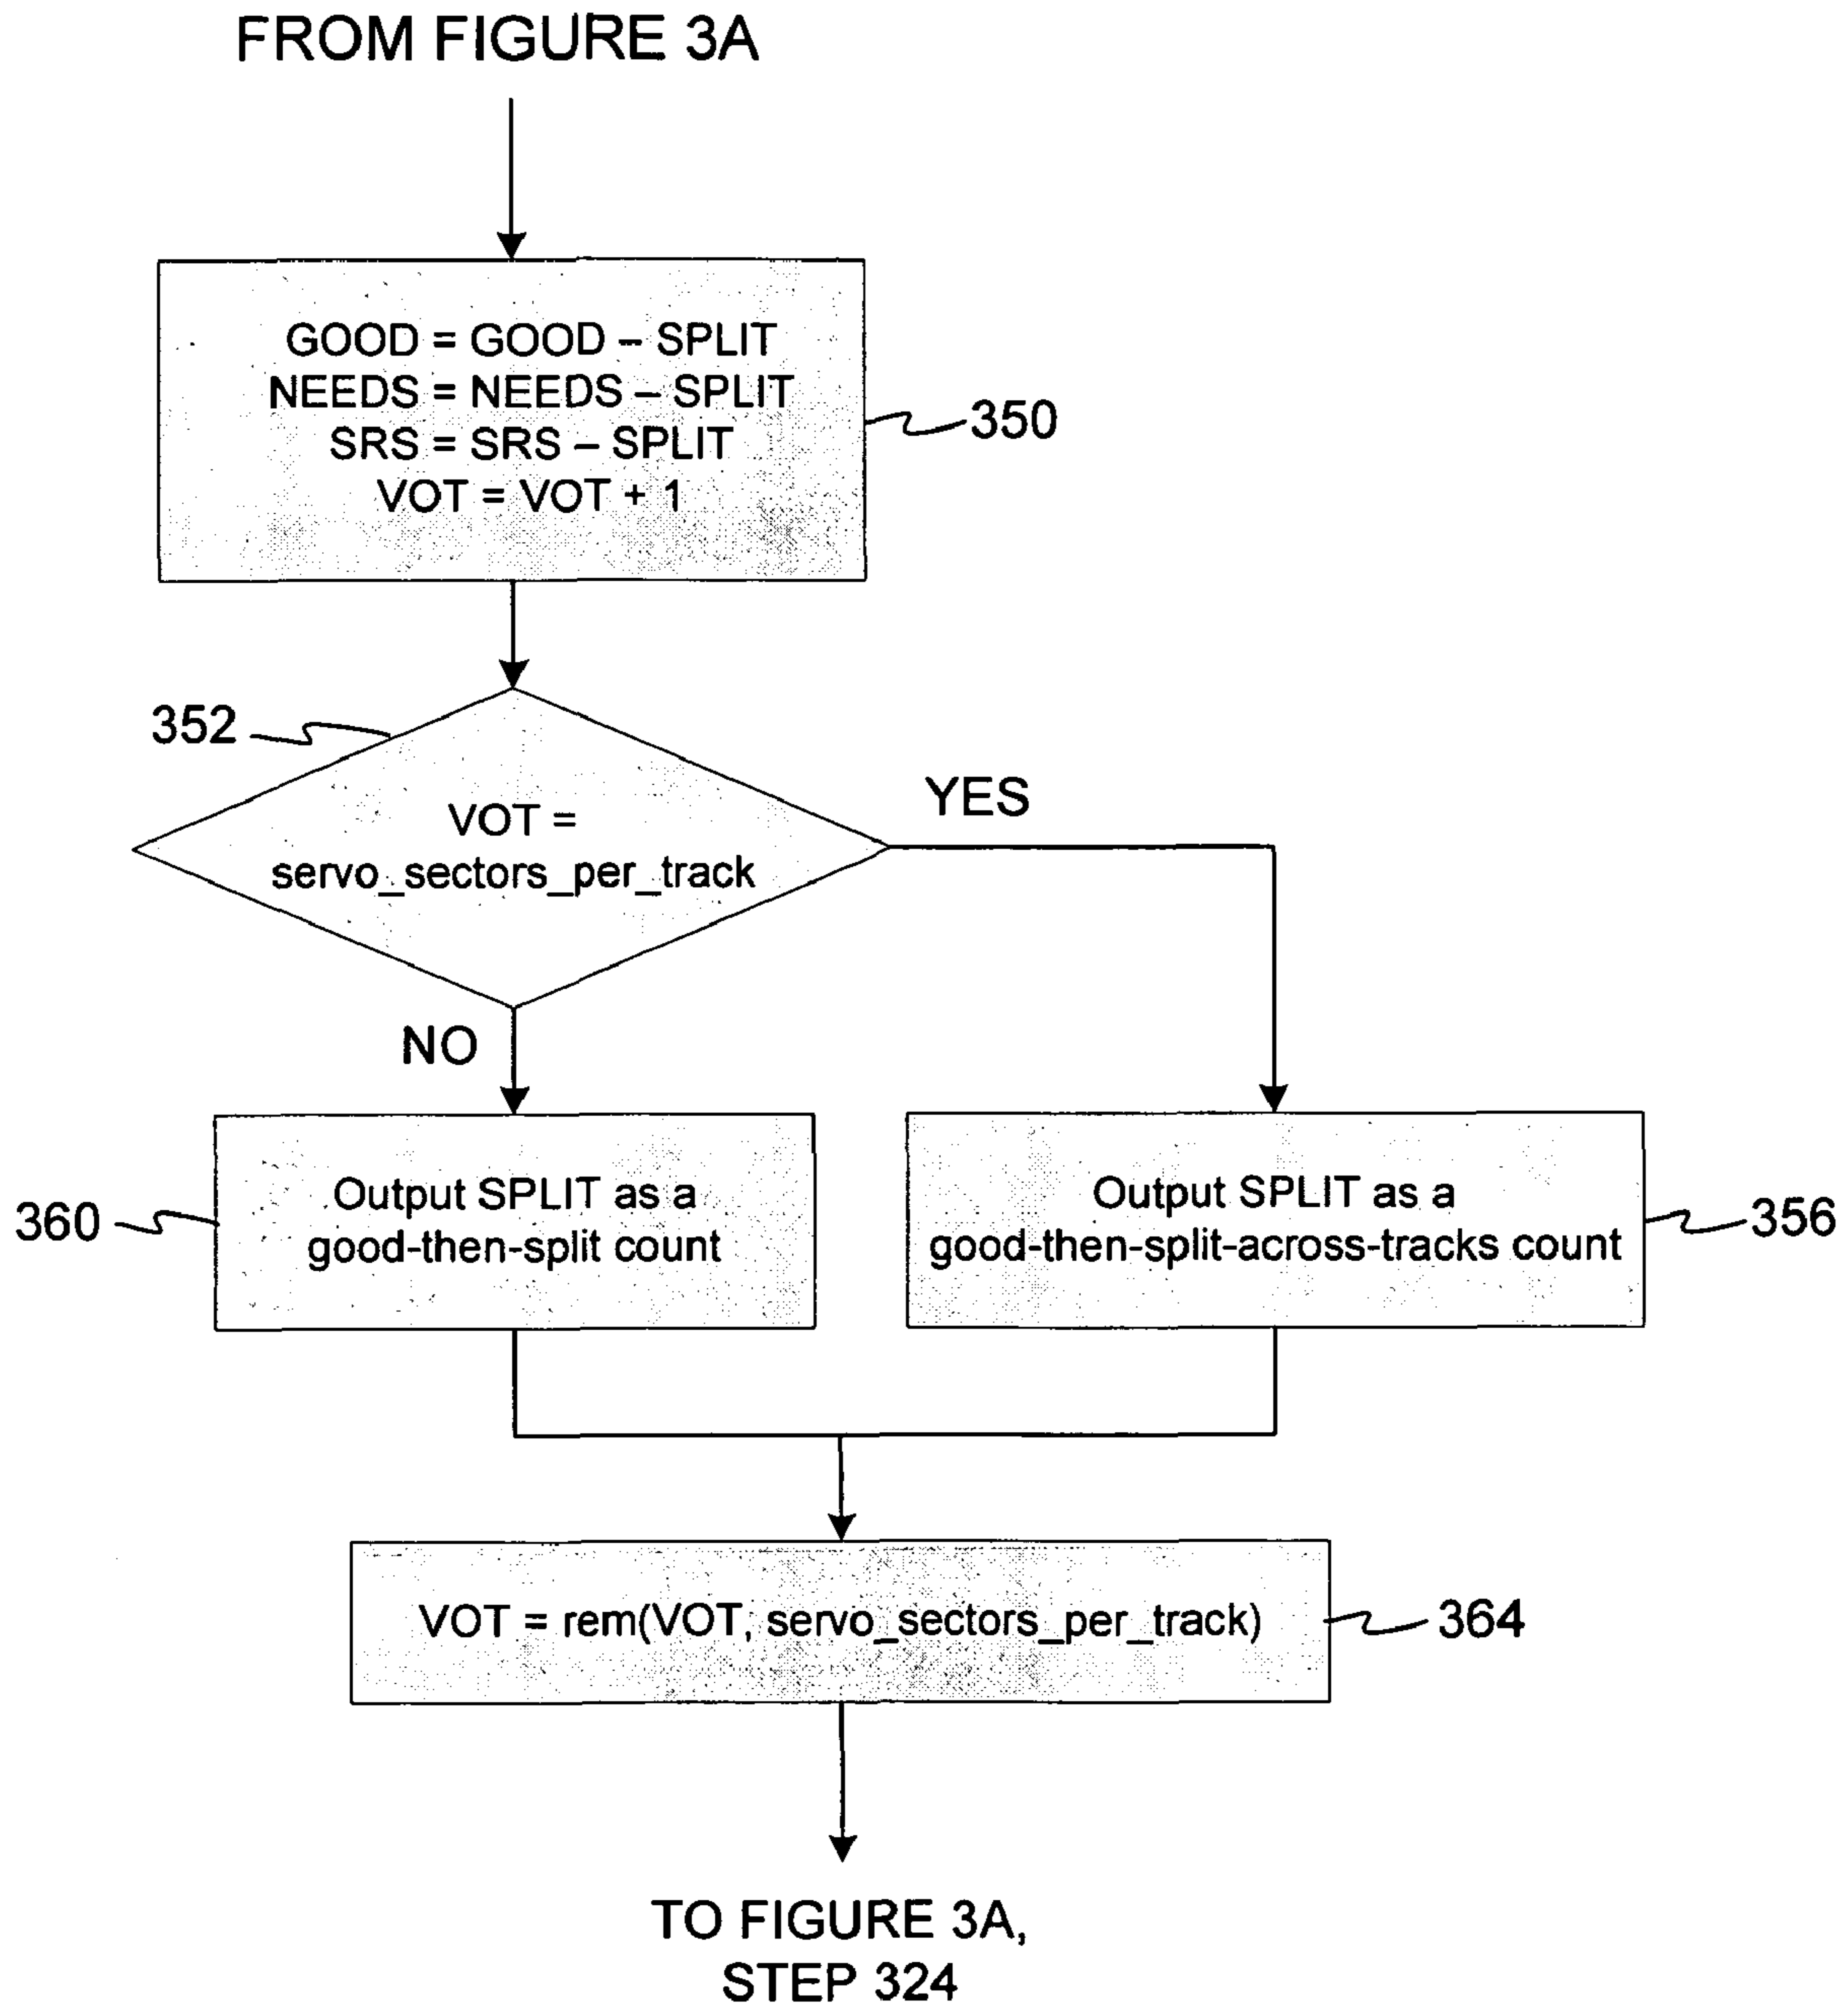 FROM FIGURE 3A
GOOD = GOOD – SPLIT
NEEDS = NEEDS – SPLIT
SRS = SRS – SPLIT
VOT = VOT + 1
350
352
VOT =
servo_sectors_per_track
YES
NO
Output SPLIT as a
good-then-split count
360
Output SPLIT as a
good-then-split-across-tracks count
356
VOT = rem(VOT, servo_sectors_per_track)
364
TO FIGURE 3A,
STEP 324